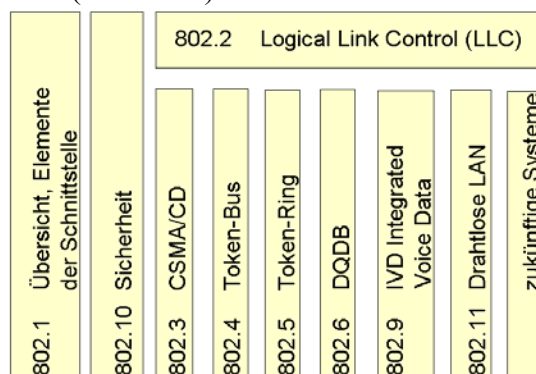 802.2 Logical Link Control (LLC)
802.1 Übersicht, Elemente
der Schnittstelle
802.10 Sicherheit
802.3 CSMA/CD
802.4 Token-Bus
802.5 Token-Ring
802.6 DQDB
802.9 IVD Integrated
Voice Data
802.11 Drahtlose LAN
zukünftige Systeme